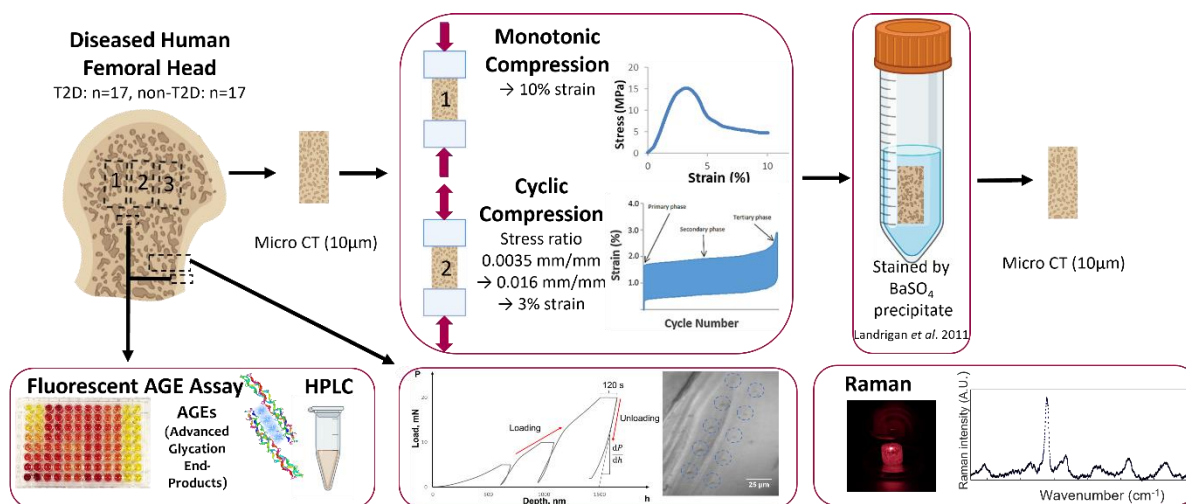 Diseased Human
Femoral Head
T2D: n=17, non-T2D: n=17
1
2
3
Micro CT (10µm)
Monotonic
Compression
→ 10% strain
1
Stress (MPa)
20
15
10
5
0
0
5
10
Strain (%)
Cyclic
Compression
Stress ratio
0.0035 mm/mm
→ 0.016 mm/mm
→ 3% strain
2
Strain (%)
4.0
3.0
2.0
1.0
Primary phase
Secondary phase
Tertiary phase
Cycle Number
Stained by
BaSO4
precipitate
Landrigan et al. 2011
Micro CT (10µm)
Fluorescent AGE Assay
AGEs
(Advanced
Glycation
End-
Products)
HPLC
P
Load, mN
10
0
120 s
Loading
Unloading
dP
dh
1000
Depth, nm
h
25 µm
Raman
Raman intensity (A.U.)
Wavenumber (cm-1)